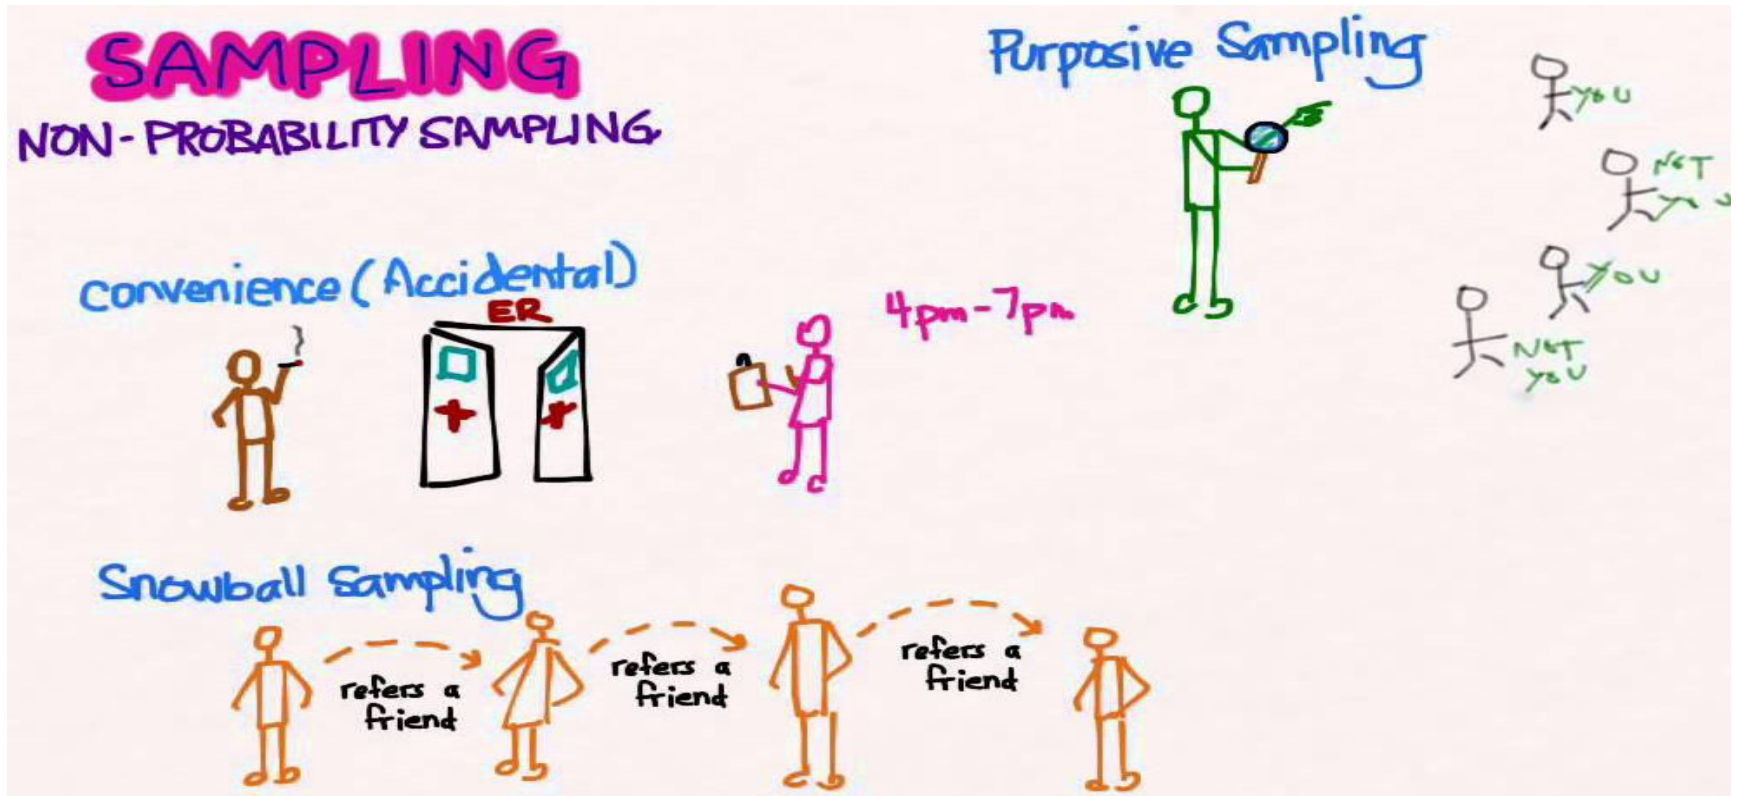 SAMPLING
NON-PROBABILITY SAMPLING
Convenience (Accidental)
ER
4pm-7pm
Purposive Sampling
YOU
NOT
YOU
YOU
NOT
YOU
Snowball Sampling
refers a
friend
refers a
friend
refers a
friend